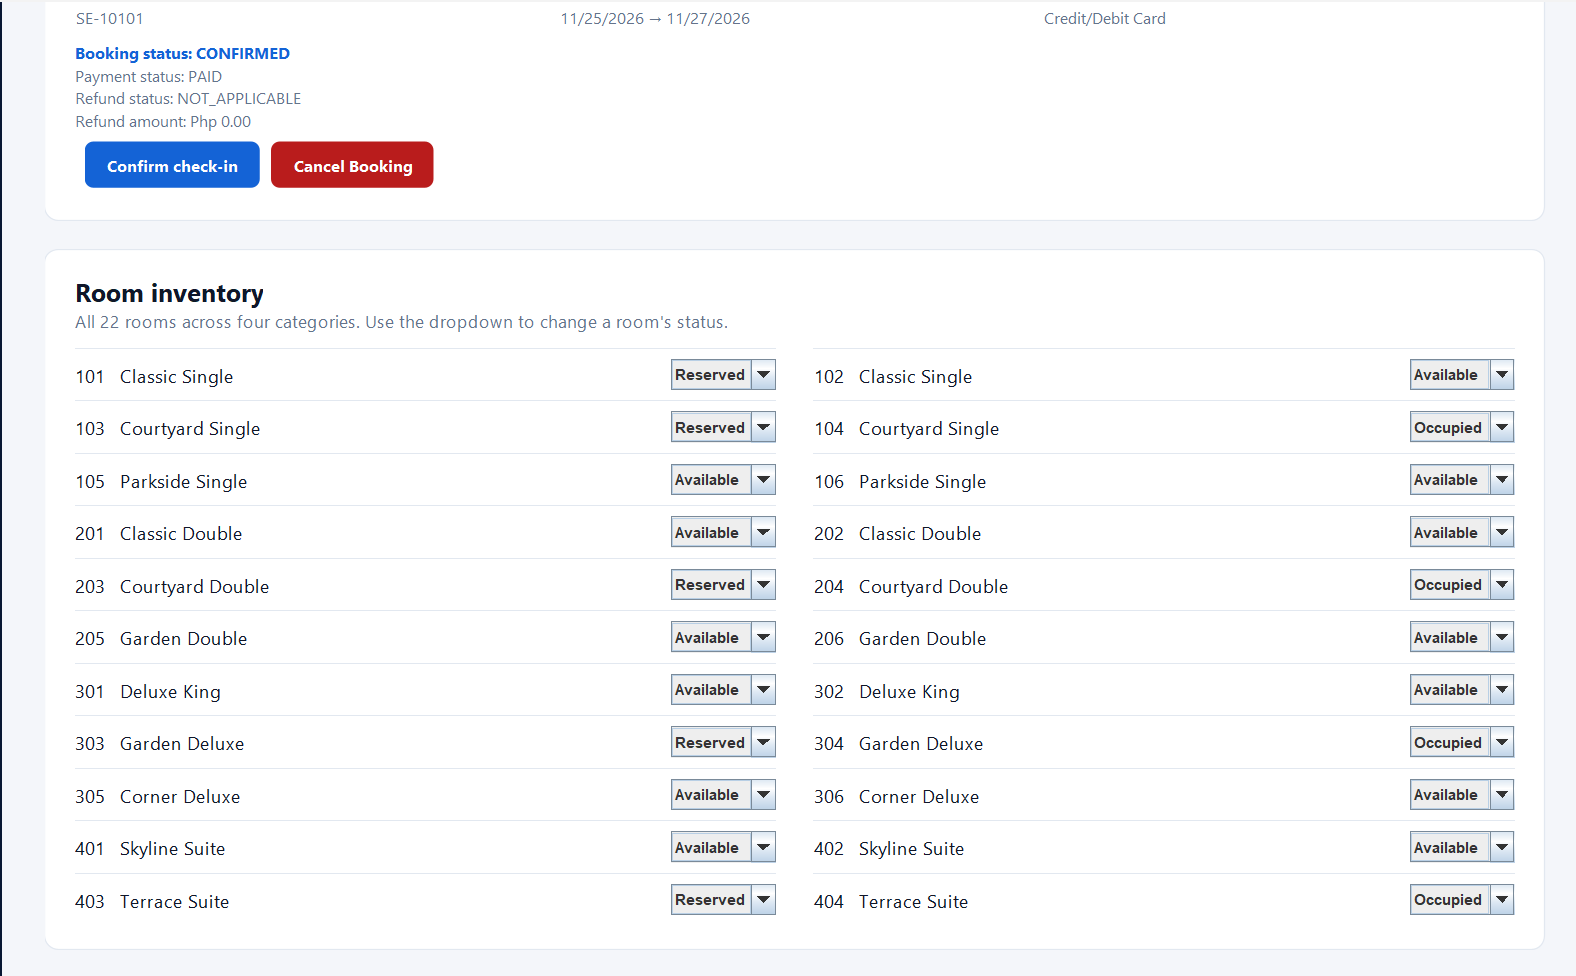 SE-10101 11/25/2026 → 11/27/2026 Credit/Debit Card
Booking status: CONFIRMED
Payment status: PAID
Refund status: NOT_APPLICABLE
Refund amount: Php 0.00
Confirm check-in Cancel Booking
Room inventory
All 22 rooms across four categories. Use the dropdown to change a room's status.
101 Classic Single Reserved 102 Classic Single Available
103 Courtyard Single Reserved 104 Courtyard Single Occupied
105 Parkside Single Available 106 Parkside Single Available
201 Classic Double Available 202 Classic Double Available
203 Courtyard Double Reserved 204 Courtyard Double Occupied
205 Garden Double Available 206 Garden Double Available
301 Deluxe King Available 302 Deluxe King Available
303 Garden Deluxe Reserved 304 Garden Deluxe Occupied
305 Corner Deluxe Available 306 Corner Deluxe Available
401 Skyline Suite Available 402 Skyline Suite Available
403 Terrace Suite Reserved 404 Terrace Suite Occupied